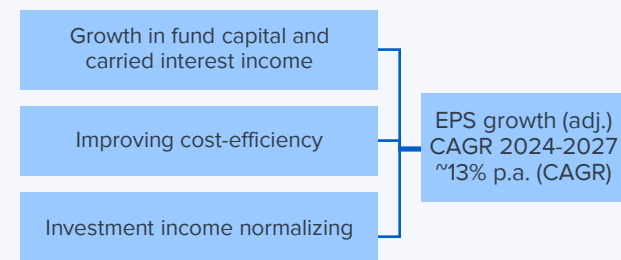 Growth in fund capital and
carried interest income
Improving cost-efficiency
Investment income normalizing
EPS growth (adj.)
CAGR 2024-2027
~13% p.a. (CAGR)